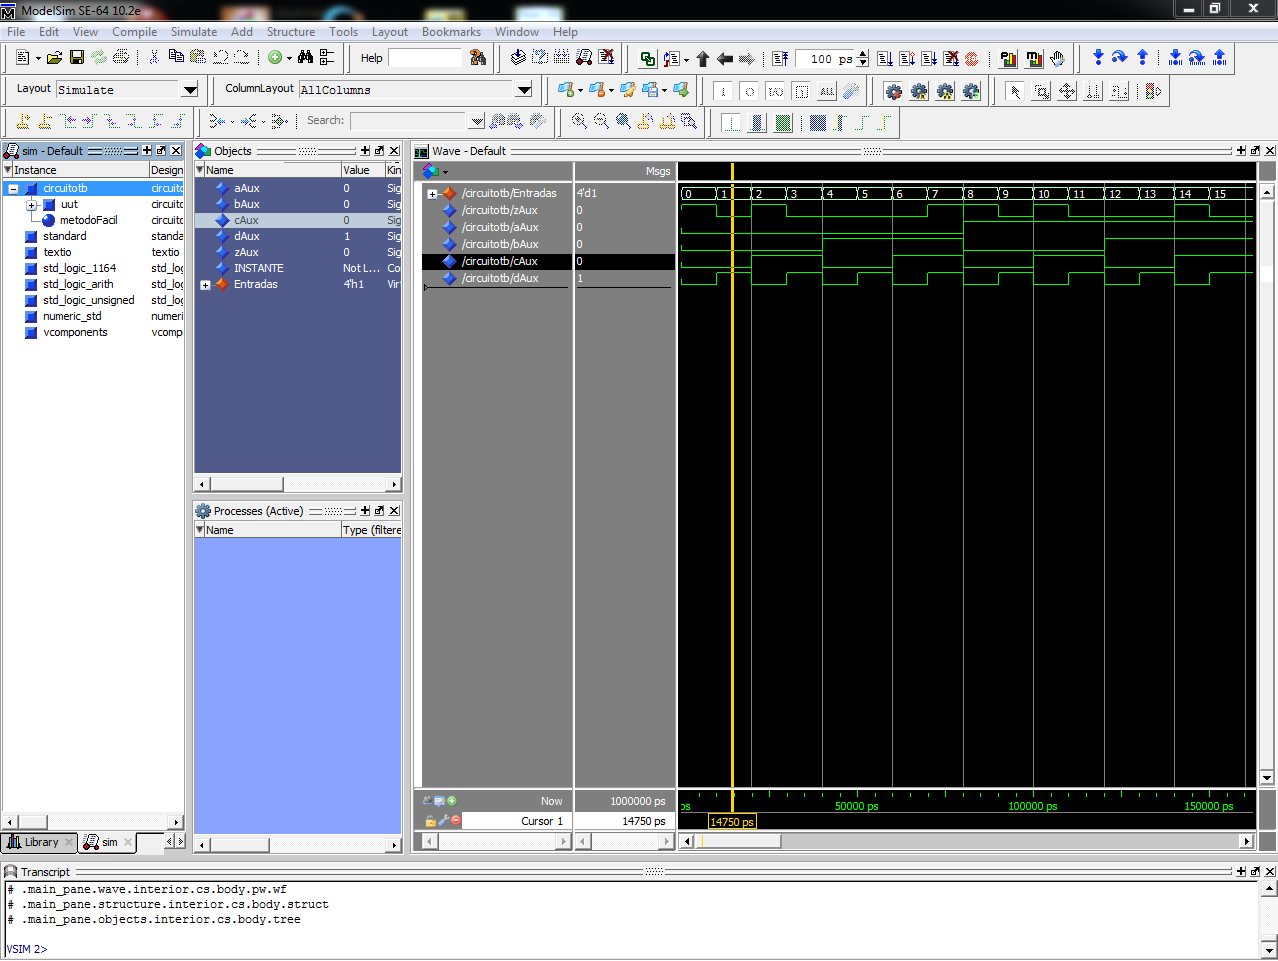 ModelSim SE-64 10.2e
File Edit View Compile Simulate Add Structure Tools Layout Bookmarks Window Help
Help 100 ps
Layout Simulate ColumnLayout AllColumns
Search:
sim - Default
Instance Design
circuitotb circuito
uut circuito
metodoFacil circuito
standard standa
textio textio
std_logic_1164 std_log
std_logic_arith std_log
std_logic_unsigned std_log
numeric_std numeri
vcomponents vcomp
Library sim
Objects
Name Value Kin
aAux 0 Sig
bAux 0 Sig
cAux 0 Sig
dAux 1 Sig
zAux 0 Sig
INSTANTE Not L... Co
Entradas 4'h1 Vir
Processes (Active)
Name Type (filtere
Wave - Default
Msgs
/circuitotb/Entradas 4'd1 0 1 2 3 4 5 6 7 8 9 10 11 12 13 14 15
/circuitotb/zAux 0
/circuitotb/aAux 0
/circuitotb/bAux 0
/circuitotb/cAux 0
/circuitotb/dAux 1
Now 1000000 ps ps 50000 ps 100000 ps 150000 ps
Cursor 1 14750 ps 14750 ps
Transcript
# .main_pane.wave.interior.cs.body.pw.wf
# .main_pane.structure.interior.cs.body.struct
# .main_pane.objects.interior.cs.body.tree
VSIM 2>